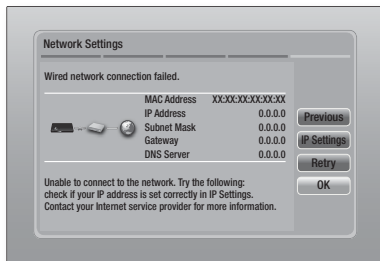 Network Settings
Wired network connection failed.
MAC Address XX:XX:XX:XX:XX:XX
IP Address 0.0.0.0
Subnet Mask 0.0.0.0
Gateway 0.0.0.0
DNS Server 0.0.0.0
Previous
IP Settings
Retry
OK
Unable to connect to the network. Try the following:
check if your IP address is set correctly in IP Settings.
Contact your Internet service provider for more information.